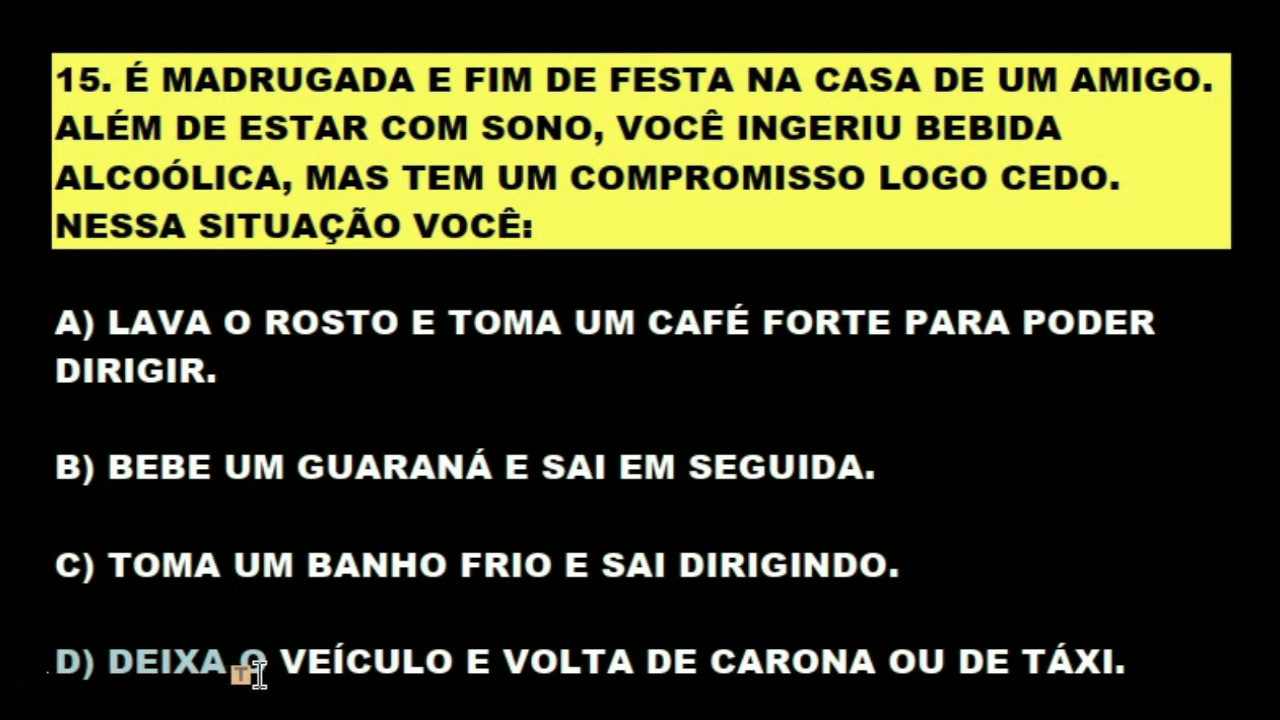 15. É MADRUGADA E FIM DE FESTA NA CASA DE UM AMIGO.
ALÉM DE ESTAR COM SONO, VOCÊ INGERIU BEBIDA
ALCOÓLICA, MAS TEM UM COMPROMISSO LOGO CEDO.
NESSA SITUAÇÃO VOCÊ:
A) LAVA O ROSTO E TOMA UM CAFÉ FORTE PARA PODER
DIRIGIR.
B) BEBE UM GUARANÁ E SAI EM SEGUIDA.
C) TOMA UM BANHO FRIO E SAI DIRIGINDO.
D) DEIXA O VEÍCULO E VOLTA DE CARONA OU DE TÁXI.